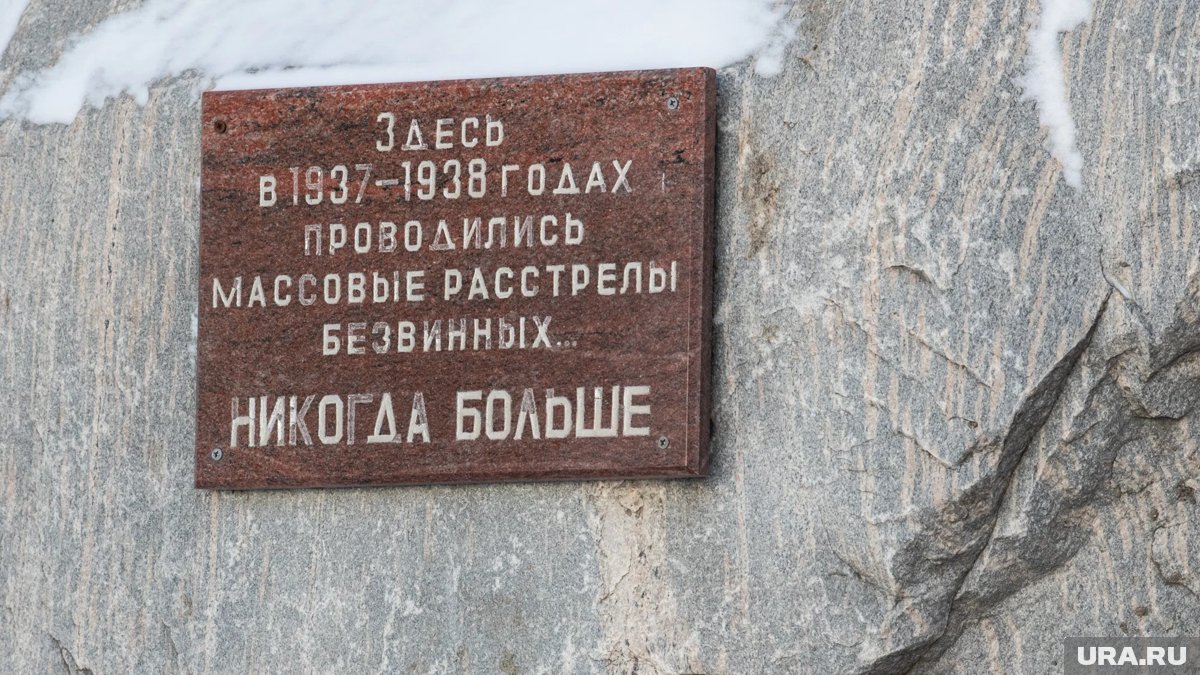 Здесь
в 1937–1938 годах
проводились
массовые расстрелы
безвинных...
НИКОГДА БОЛЬШЕ
URA.RU